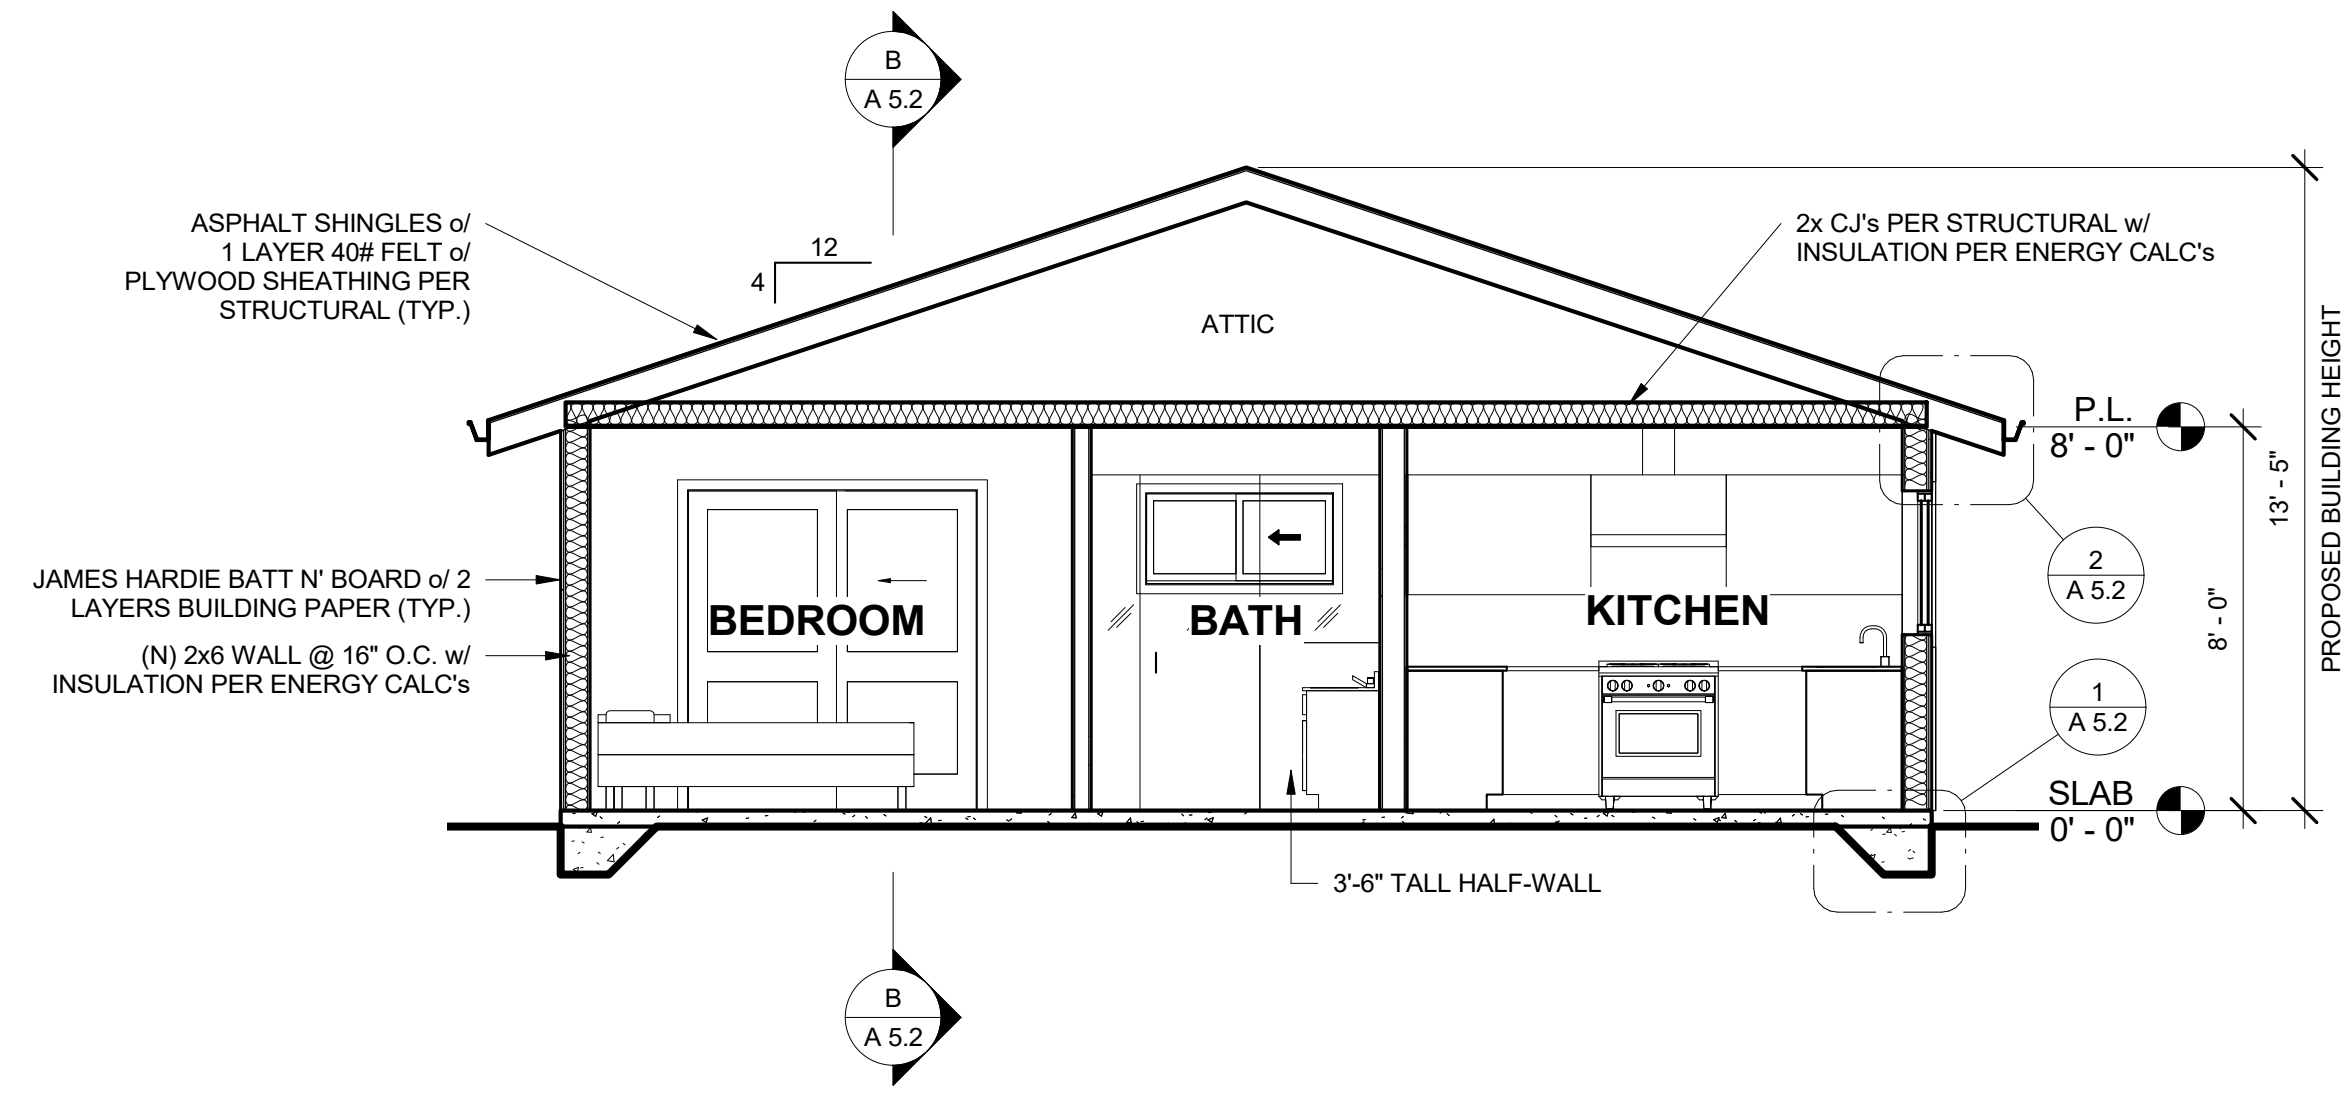 B
A 5.2
ASPHALT SHINGLES o/
1 LAYER 40# FELT o/
PLYWOOD SHEATHING PER
STRUCTURAL (TYP.)
12
4
2x CJ's PER STRUCTURAL w/
INSULATION PER ENERGY CALC's
ATTIC
P.L.
8' - 0"
13' - 5"
PROPOSED BUILDING HEIGHT
8' - 0"
2
A 5.2
JAMES HARDIE BATT N' BOARD o/ 2
LAYERS BUILDING PAPER (TYP.)
(N) 2x6 WALL @ 16" O.C. w/
INSULATION PER ENERGY CALC's
BEDROOM
BATH
KITCHEN
1
A 5.2
SLAB
0' - 0"
3'-6" TALL HALF-WALL
B
A 5.2